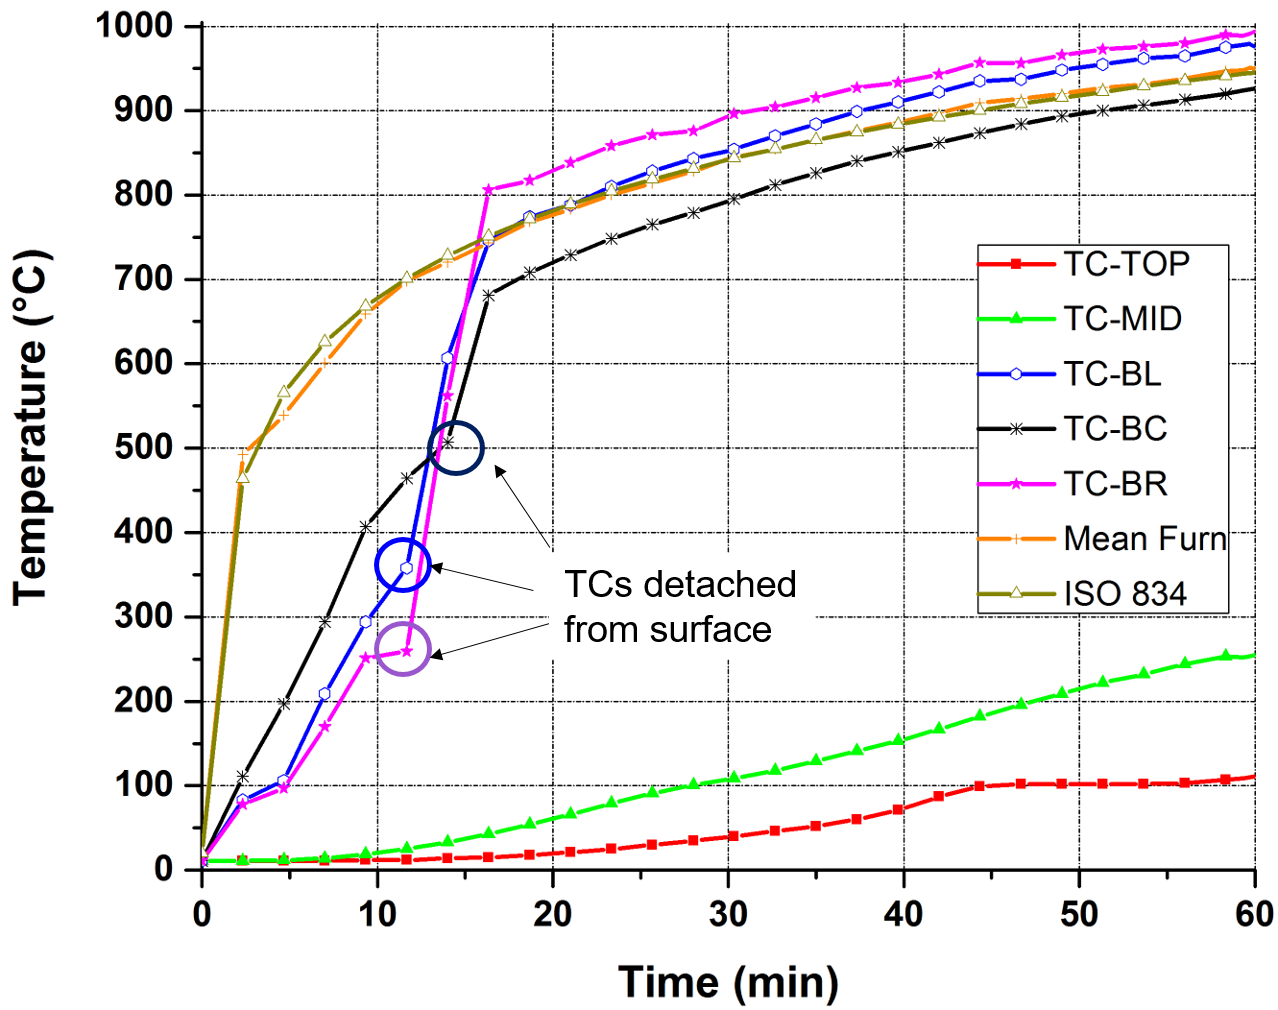 1000
900
800
700
600
500
400
300
200
100
0
Temperature (°C)
TC-TOP
TC-MID
TC-BL
TC-BC
TC-BR
Mean Furn
ISO 834
TCs detached
from surface
0 10 20 30 40 50 60
Time (min)